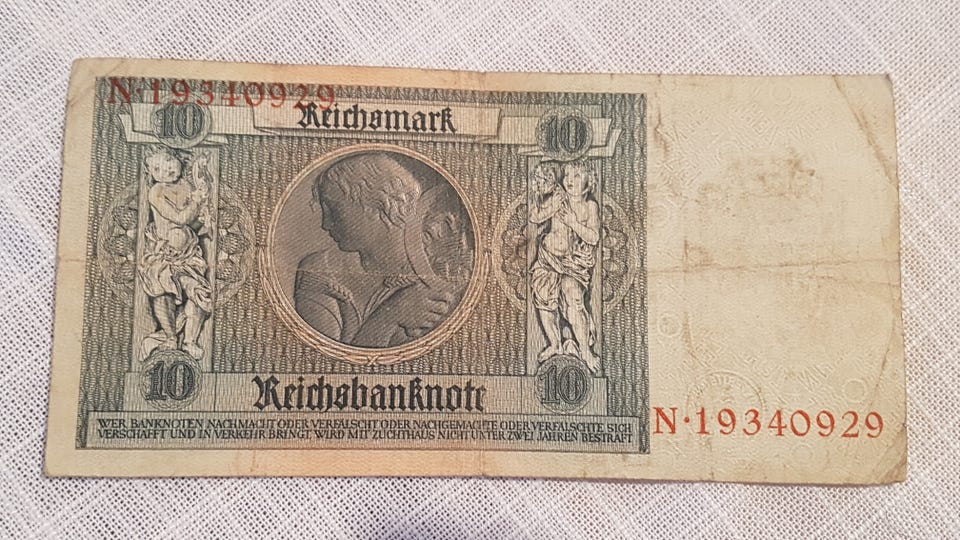 N·19340929
10 Reichsmark 10
10 Reichsbanknote 10
WER BANKNOTEN NACHMACHT ODER VERFÄLSCHT ODER NACHGEMACHTE ODER VERFÄLSCHTE SICH
VERSCHAFFT UND IN VERKEHR BRINGT, WIRD MIT ZUCHTHAUS NICHT UNTER ZWEI JAHREN BESTRAFT
N·19340929